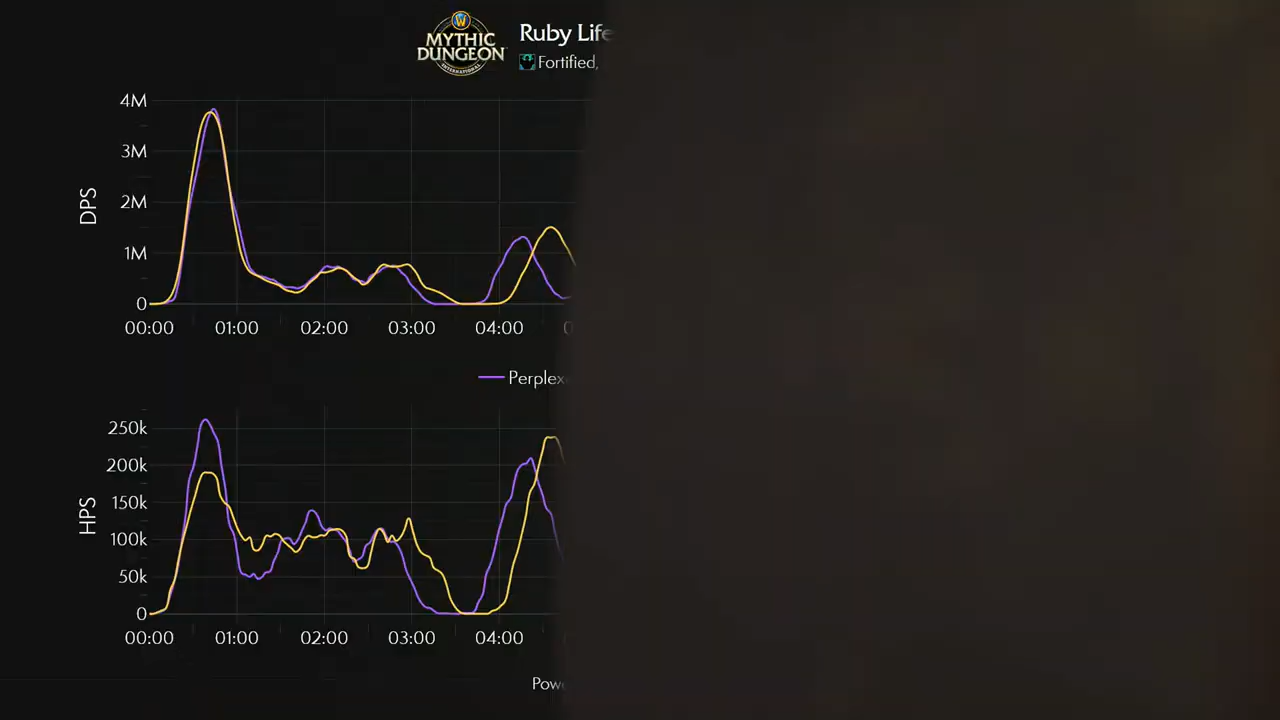 MYTHIC
DUNGEON
INTERNATIONAL
Ruby Life
Fortified,
4M
3M
2M
1M
0
DPS
00:00 01:00 02:00 03:00 04:00
250k
200k
150k
100k
50k
0
HPS
00:00 01:00 02:00 03:00 04:00